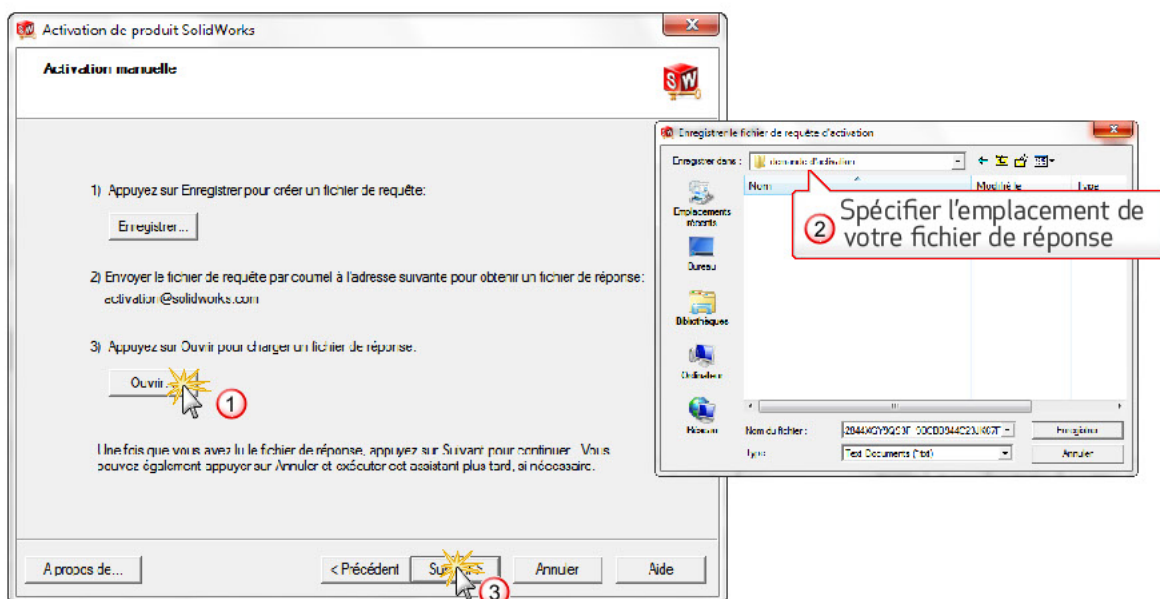 Activation de produit SolidWorks
Activation manuelle
1) Appuyez sur Enregistrer pour créer un fichier de requête:
Enregistrer...
2) Envoyer le fichier de requête par courriel à l'adresse suivante pour obtenir un fichier de réponse:
activation@solidworks.com
3) Appuyez sur Ouvrir pour charger un fichier de réponse:
Ouvrir...
1
Une fois que vous avez lu le fichier de réponse, appuyez sur Suivant pour continuer. Vous
pouvez également appuyer sur Annuler et exécuter cet assistant plus tard, si nécessaire.
A propos de...
< Précédent
Annuler
Aide
3
Enregistrer le fichier de requête d'activation
Enregistrer dans :
demande d'activation
Nom
Modifié le
Type
2 Spécifier l'emplacement de
votre fichier de réponse
Emplacements
récents
Bureau
Bibliothèques
Ordinateur
Réseau
Nom du fichier :
Enregistrer
Type :
Text Documents (*.txt)
Annuler